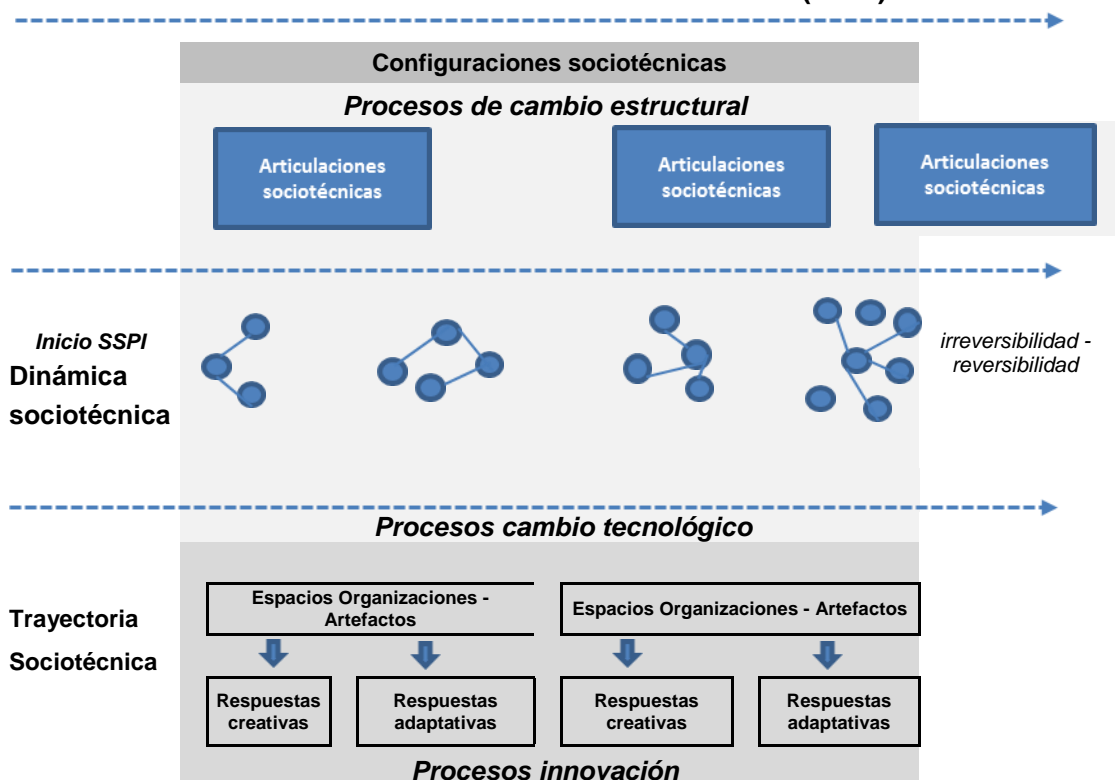 Configuraciones sociotécnicas
Procesos de cambio estructural
Articulaciones
sociotécnicas
Articulaciones
sociotécnicas
Articulaciones
sociotécnicas
Inicio SSPI
Dinámica
sociotécnica
irreversibilidad -
reversibilidad
Procesos cambio tecnológico
Trayectoria
Sociotécnica
Espacios Organizaciones -
Artefactos
Espacios Organizaciones - Artefactos
Respuestas
creativas
Respuestas
adaptativas
Respuestas
creativas
Respuestas
adaptativas
Procesos innovación